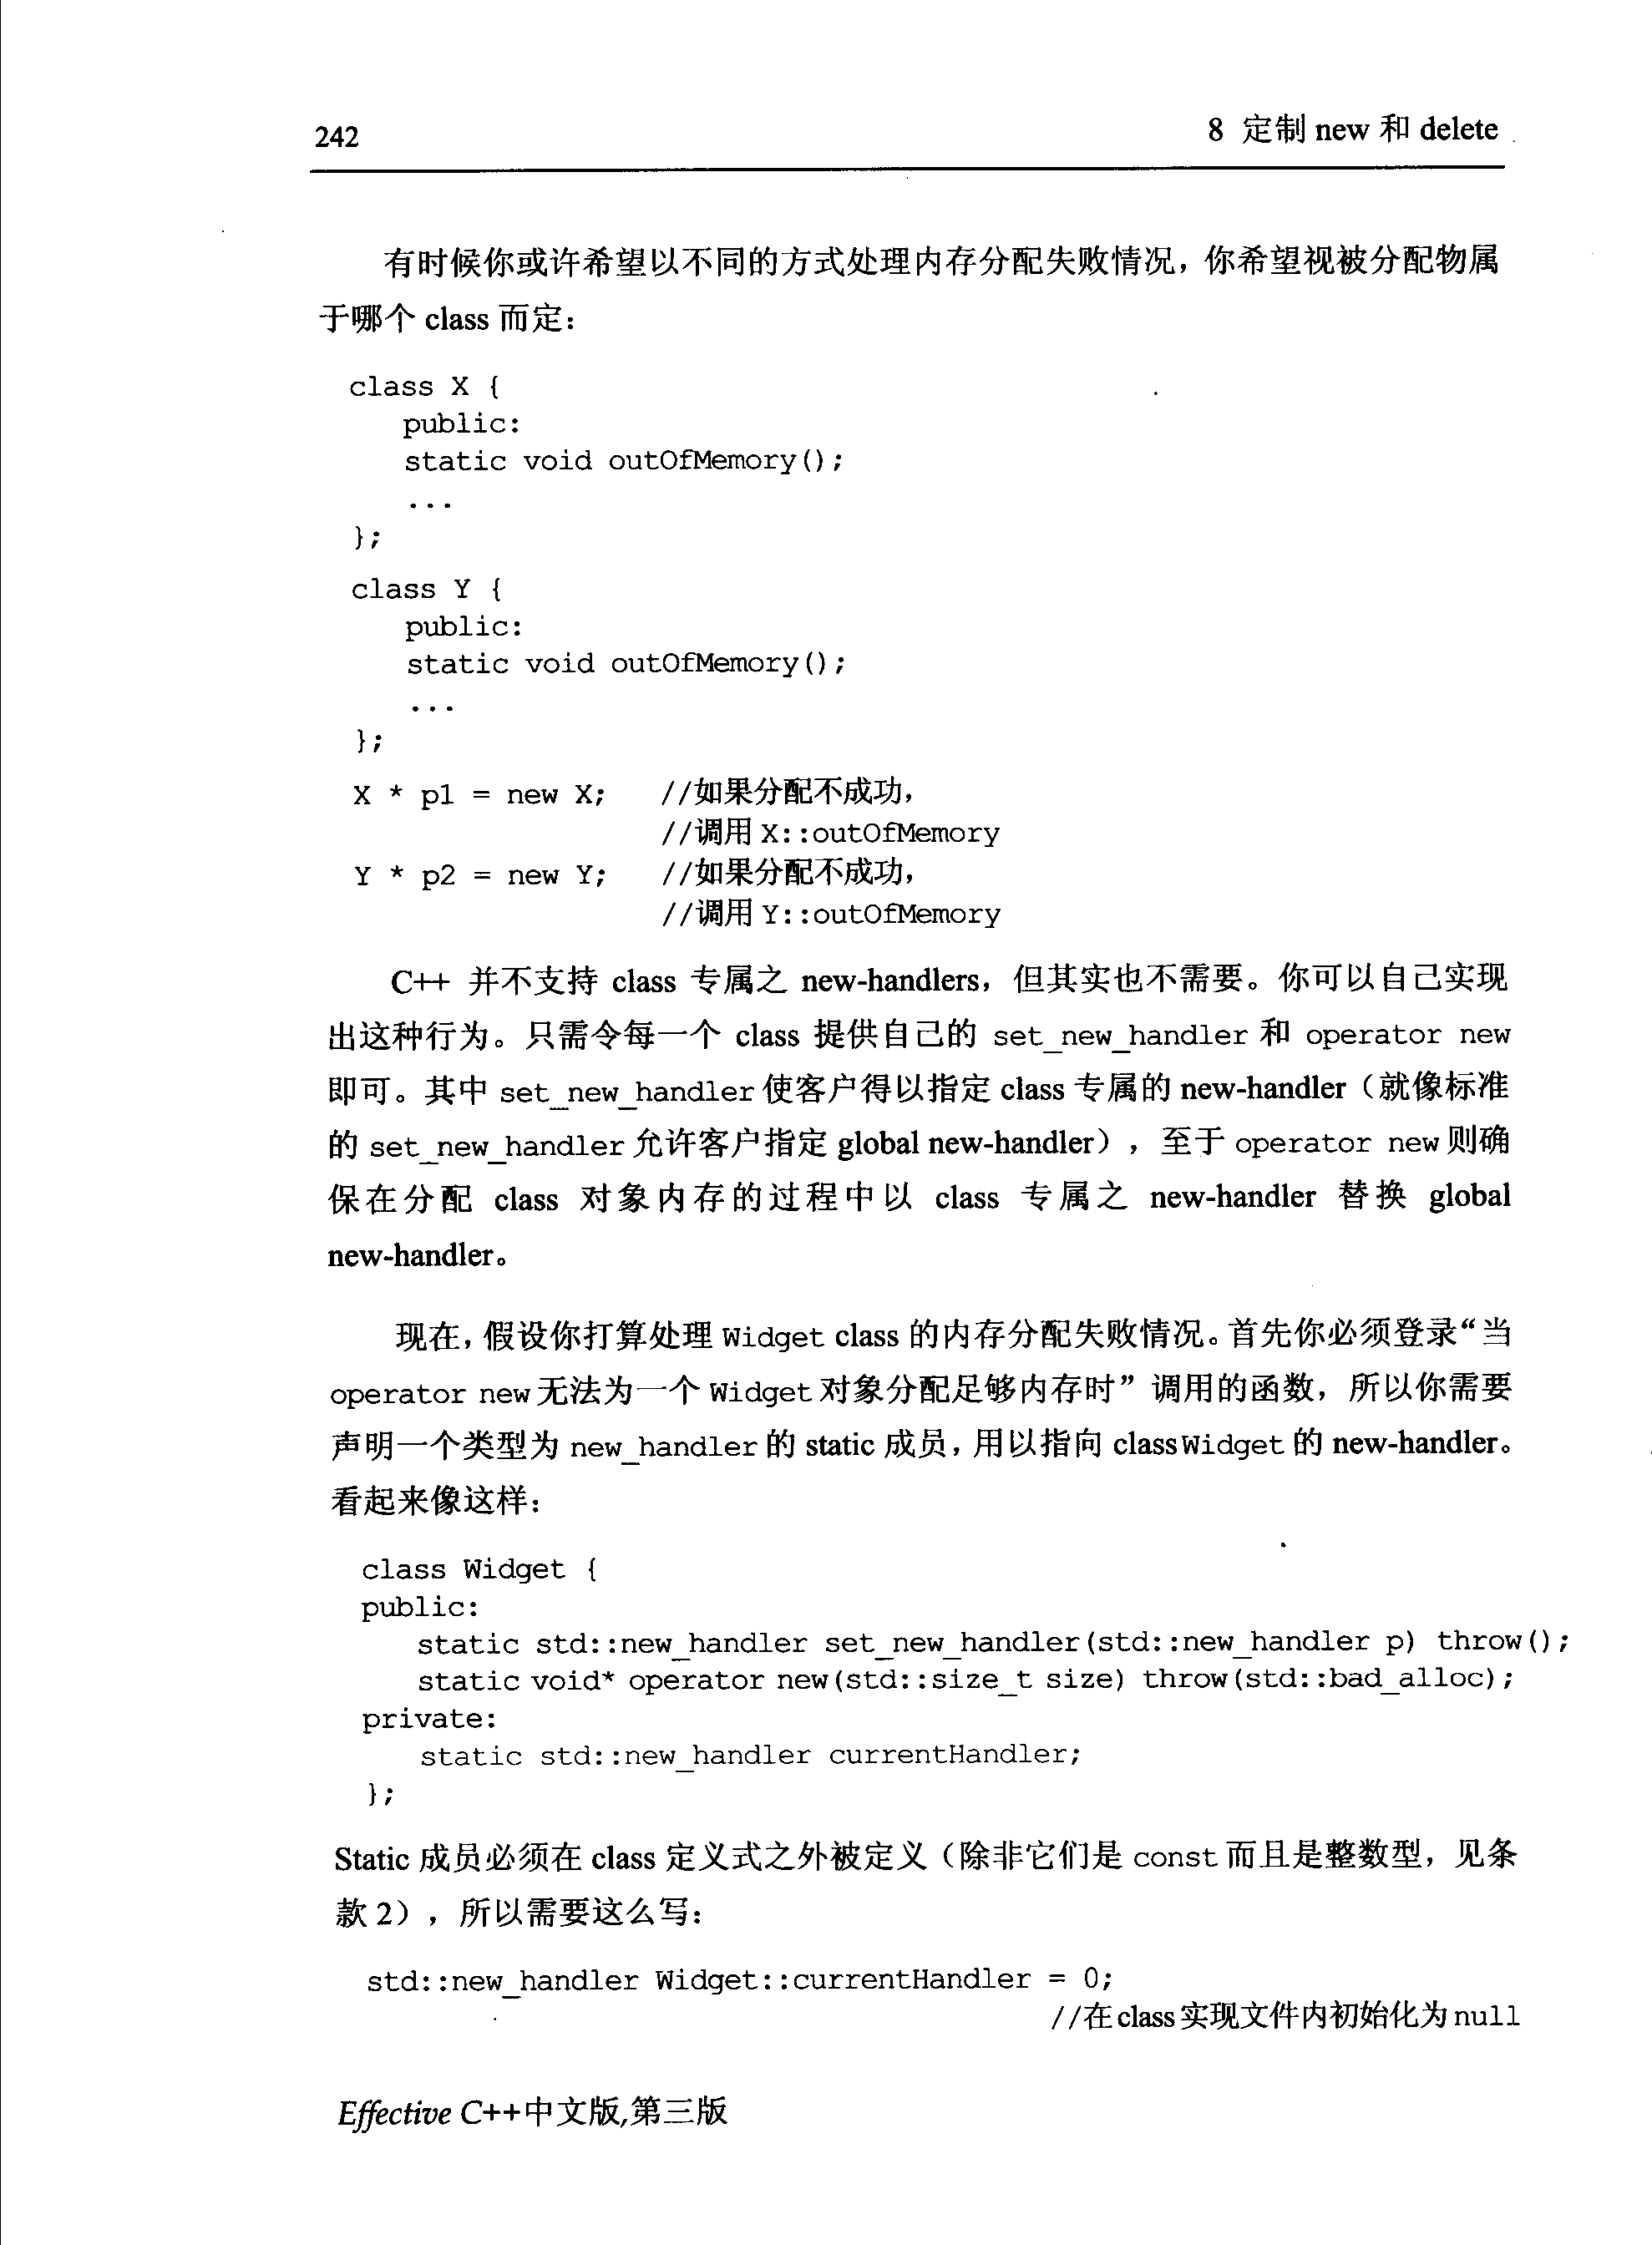 242
8 定制 new 和 delete
有时候你或许希望以不同的方式处理内存分配失败情况，你希望视被分配物属
于哪个 class 而定：
class X {
public:
static void outOfMemory();
...
};
class Y {
public:
static void outOfMemory();
...
};
X * p1 = new X; //如果分配不成功，
//调用 X::outOfMemory
Y * p2 = new Y; //如果分配不成功，
//调用 Y::outOfMemory
C++ 并不支持 class 专属之 new-handlers，但其实也不需要。你可以自己实现
出这种行为。只需令每一个 class 提供自己的 set_new_handler 和 operator new
即可。其中 set_new_handler 使客户得以指定 class 专属的 new-handler（就像标准
的 set_new_handler 允许客户指定 global new-handler），至于 operator new 则确
保在分配 class 对象内存的过程中以 class 专属之 new-handler 替换 global
new-handler。
现在，假设你打算处理 Widget class 的内存分配失败情况。首先你必须登录“当
operator new 无法为一个 Widget 对象分配足够内存时”调用的函数，所以你需要
声明一个类型为 new_handler 的 static 成员，用以指向 class Widget 的 new-handler。
看起来像这样：
class Widget {
public:
static std::new_handler set_new_handler(std::new_handler p) throw();
static void* operator new(std::size_t size) throw(std::bad_alloc);
private:
static std::new_handler currentHandler;
};
Static 成员必须在 class 定义式之外被定义（除非它们是 const 而且是整数型，见条
款 2），所以需要这么写：
std::new_handler Widget::currentHandler = 0;
//在class实现文件内初始化为null
Effective C++中文版,第三版